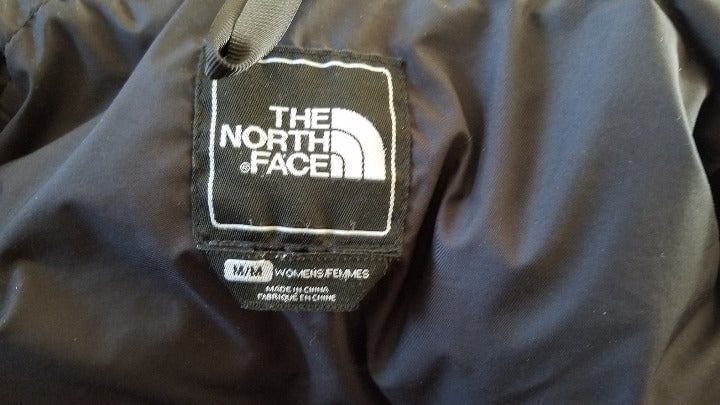 THE
NORTH
®FACE
M/M WOMENS/FEMMES
MADE IN CHINA
FABRIQUÉ EN CHINE